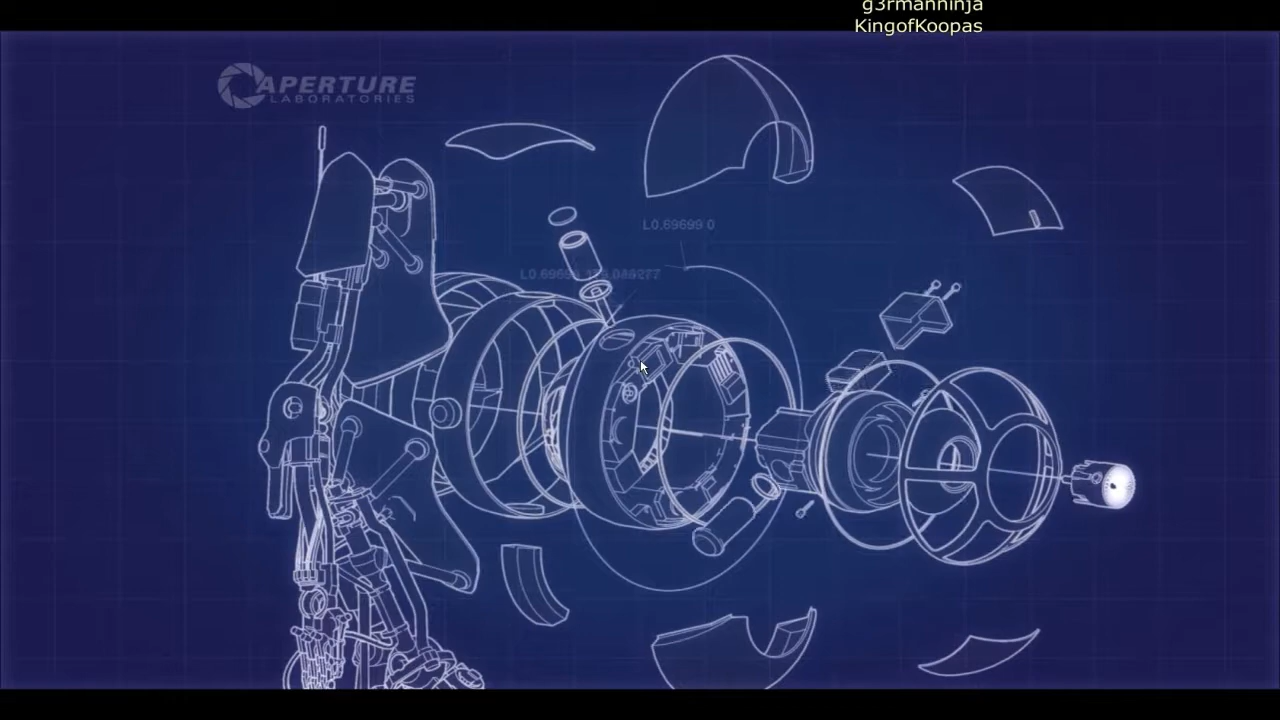 g3rmanninja
KingofKoopas
APERTURE
LABORATORIES
L0.69699 0